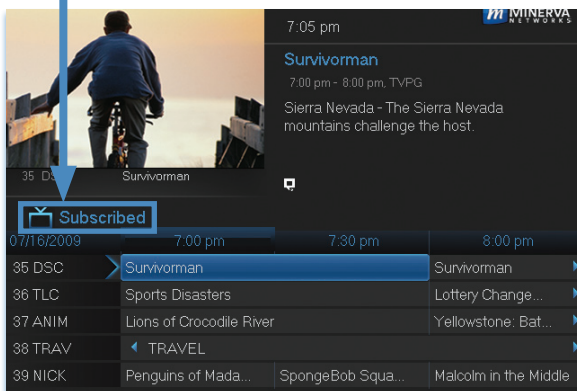 7:05 pm
m MINERVA
NETWORKS
Survivorman
7:00 pm - 8:00 pm, TVPG
Sierra Nevada - The Sierra Nevada
mountains challenge the host.
35 DSC Survivorman
Subscribed
07/16/2009 7:00 pm 7:30 pm 8:00 pm
35 DSC Survivorman Survivorman
36 TLC Sports Disasters Lottery Change...
37 ANIM Lions of Crocodile River Yellowstone: Bat...
38 TRAV TRAVEL
39 NICK Penguins of Mada... SpongeBob Squa... Malcolm in the Middle